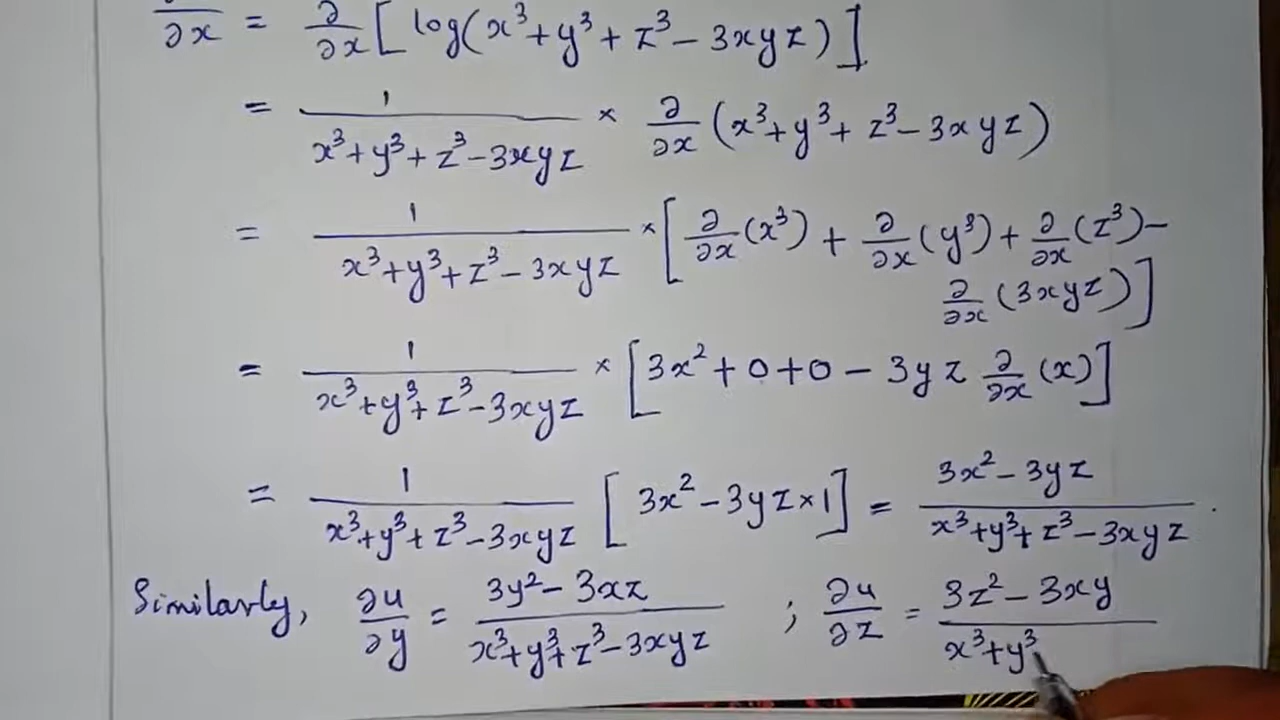 ∂x = ∂/∂x [ log(x³+y³+z³-3xyz) ]
= 1/(x³+y³+z³-3xyz) × ∂/∂x (x³+y³+z³-3xyz)
= 1/(x³+y³+z³-3xyz) × [ ∂/∂x (x³) + ∂/∂x (y³) + ∂/∂x (z³) -
∂/∂x (3xyz) ]
= 1/(x³+y³+z³-3xyz) × [ 3x²+0+0-3yz ∂/∂x (x) ]
= 1/(x³+y³+z³-3xyz) [ 3x²-3yz×1 ] = (3x²-3yz)/(x³+y³+z³-3xyz) .
Similarly, ∂u/∂y = (3y²-3xz)/(x³+y³+z³-3xyz) ; ∂u/∂z = (3z²-3xy)/(x³+y³